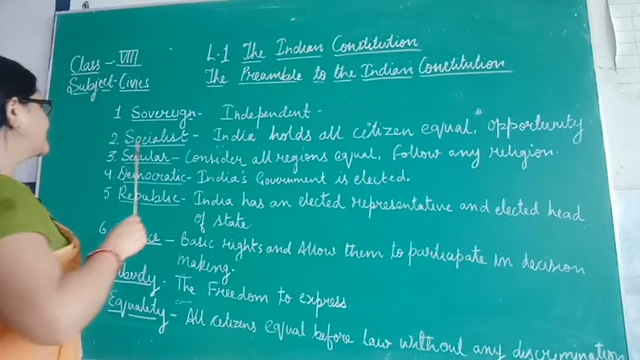 Class - VIII
Subject - Civics
L.1 The Indian Constitution
The Preamble to the Indian Constitution
1 Soverign - Independent -
2. Socialist - India holds all citizen equal, opportunity
3. Secular - Consider all regions equal, Follow any religion.
4 Democratic - India's Government is elected.
5 Republic - India has an elected representative and elected head
of state
6 - Basic rights and Allow them to participate in decision
making.
- The Freedom to express
Equality - All citizens equal before law without any discrimination